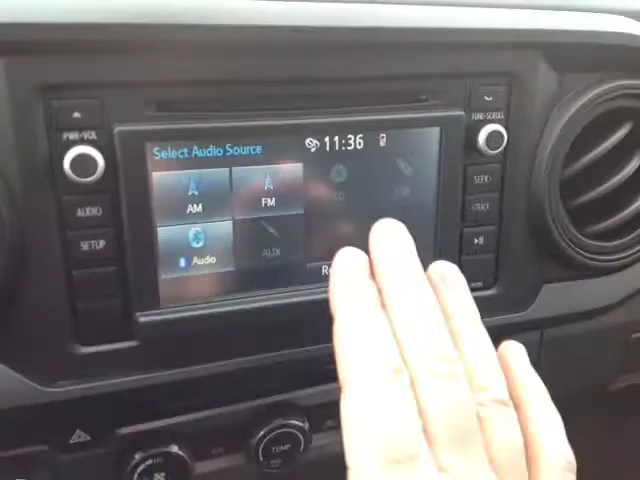 PWR•VOL
AUDIO
SETUP
Select Audio Source
11:36
AM
FM
Audio
AUX
TUNE•SCROLL
SEEK›
‹TRACK
TEMP